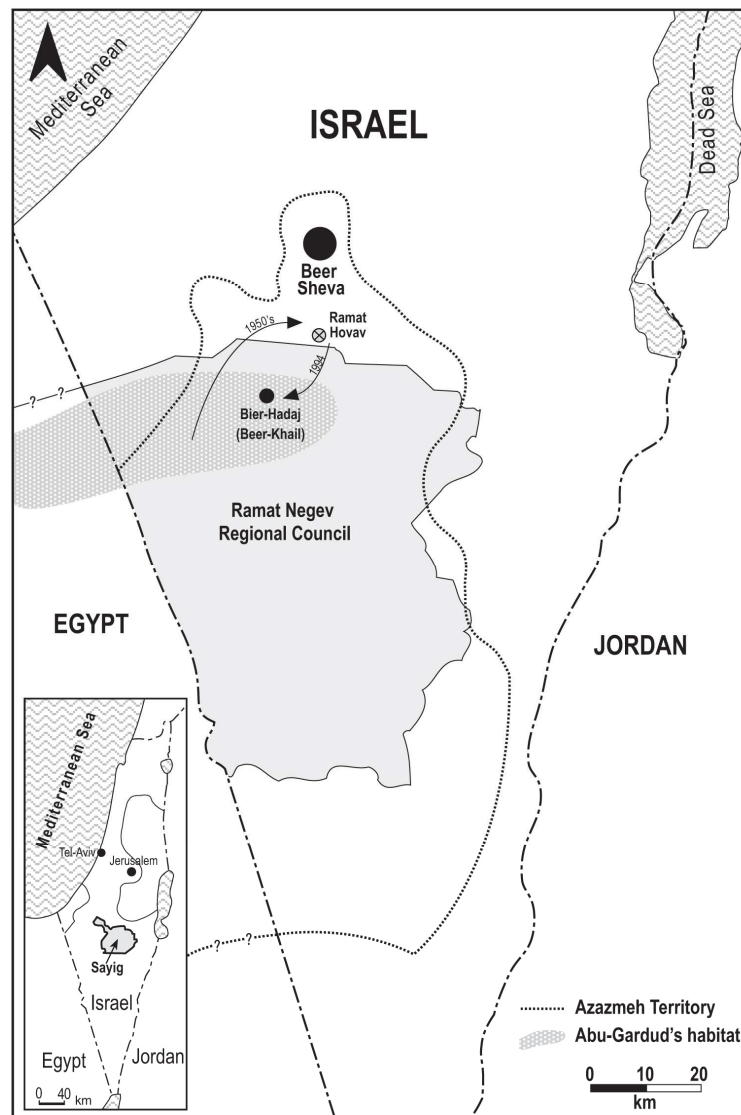 Mediterranean
Sea
ISRAEL
Dead Sea
Beer
Sheva
Ramat
Hovav
1950's
1994
? ?
Bier-Hadaj
(Beer-Khail)
Ramat Negev
Regional Council
EGYPT
JORDAN
Mediterranean Sea
Tel-Aviv
Jerusalem
Sayig
Israel
Egypt
Jordan
0 40 km
? ?
Azazmeh Territory
Abu-Gardud's habitat
0 10 20
km